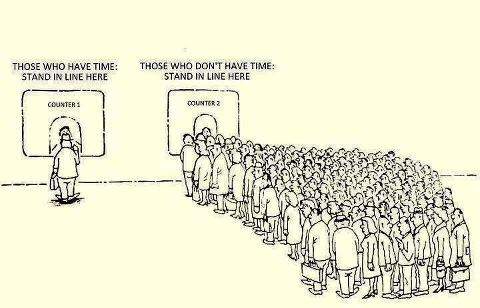 THOSE WHO HAVE TIME:
STAND IN LINE HERE
COUNTER 1
THOSE WHO DON'T HAVE TIME:
STAND IN LINE HERE
COUNTER 2